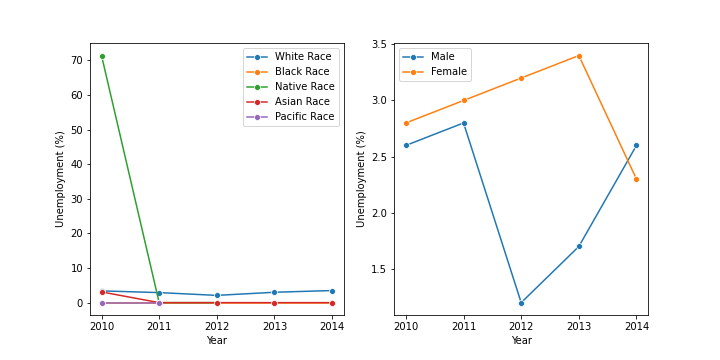 70
60
50
40
30
20
10
0
Unemployment (%)
2010 2011 2012 2013 2014
Year
White Race
Black Race
Native Race
Asian Race
Pacific Race
3.5
3.0
2.5
2.0
1.5
Unemployment (%)
2010 2011 2012 2013 2014
Year
Male
Female